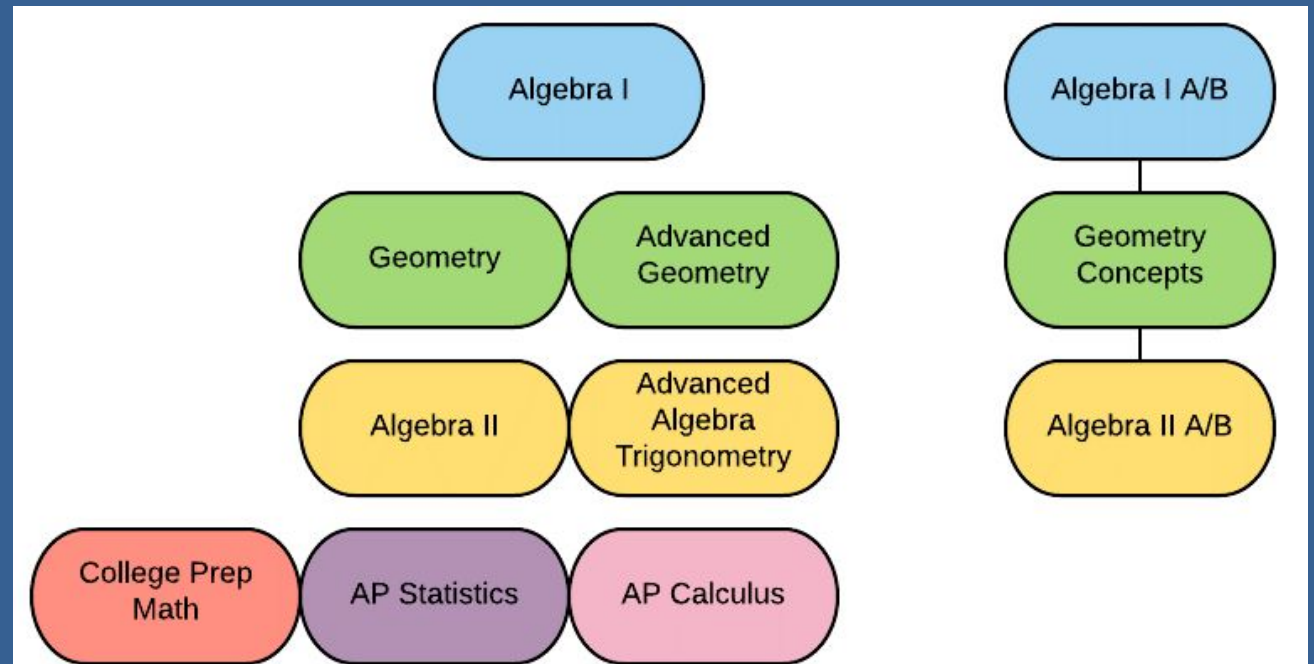 Algebra I
Algebra I A/B
Geometry
Advanced
Geometry
Geometry
Concepts
Algebra II
Advanced
Algebra
Trigonometry
Algebra II A/B
College Prep
Math
AP Statistics
AP Calculus